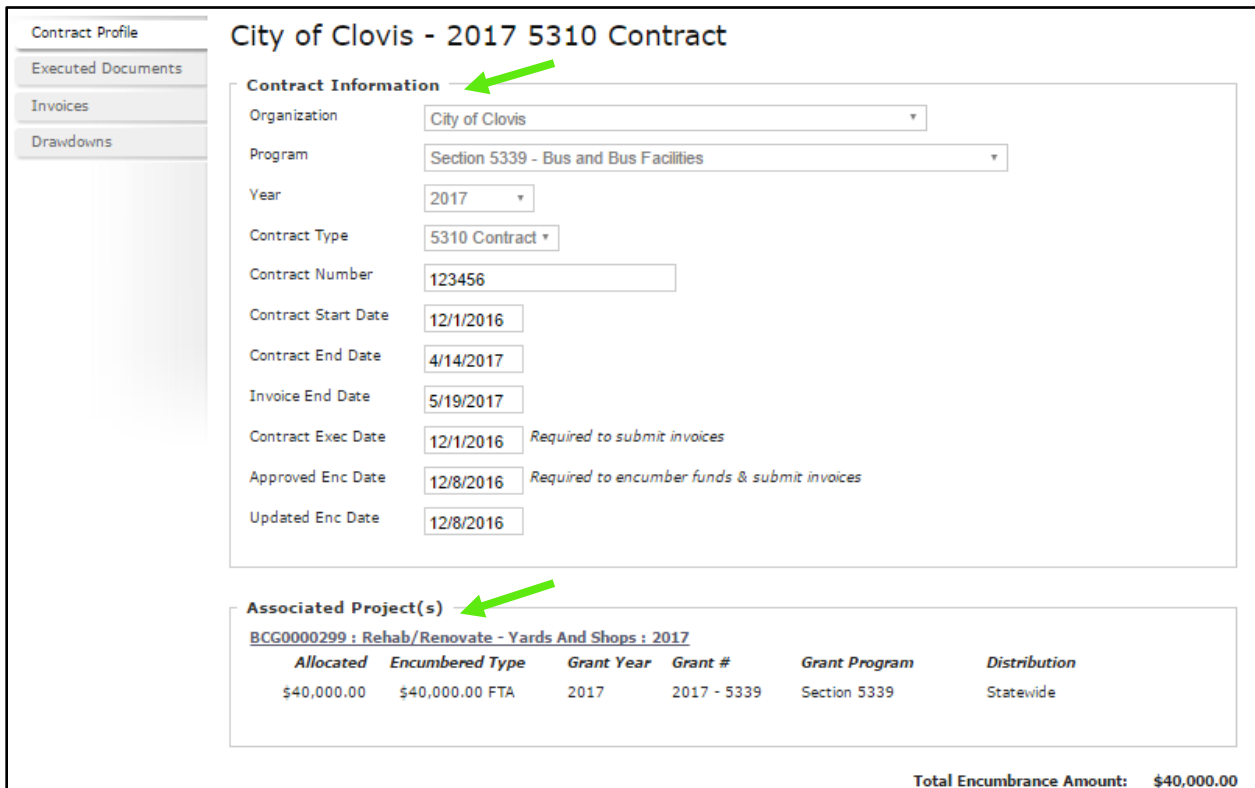 Contract Profile
Executed Documents
Invoices
Drawdowns
City of Clovis - 2017 5310 Contract
Contract Information
Organization City of Clovis
Program Section 5339 - Bus and Bus Facilities
Year 2017
Contract Type 5310 Contract
Contract Number 123456
Contract Start Date 12/1/2016
Contract End Date 4/14/2017
Invoice End Date 5/19/2017
Contract Exec Date 12/1/2016 Required to submit invoices
Approved Enc Date 12/8/2016 Required to encumber funds & submit invoices
Updated Enc Date 12/8/2016
Associated Project(s)
BCG0000299 : Rehab/Renovate - Yards And Shops : 2017
Allocated Encumbered Type Grant Year Grant # Grant Program Distribution
$40,000.00 $40,000.00 FTA 2017 2017 - 5339 Section 5339 Statewide
Total Encumbrance Amount: $40,000.00